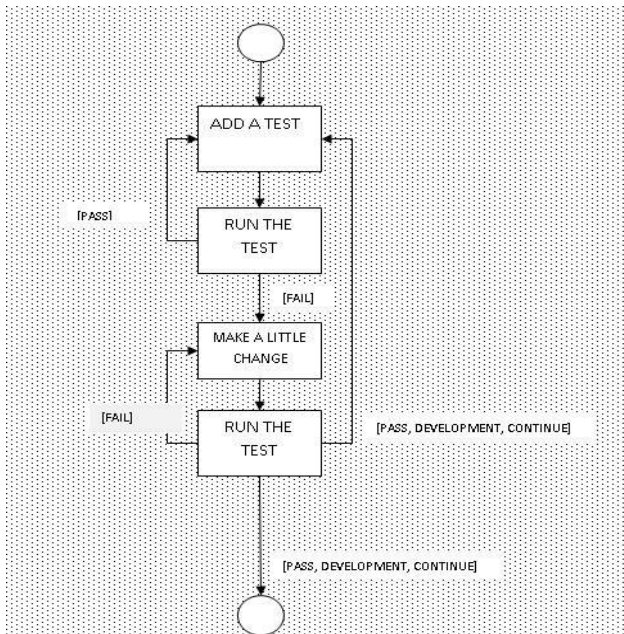 ADD A TEST
[PASS]
RUN THE
TEST
[FAIL]
MAKE A LITTLE
CHANGE
[FAIL]
RUN THE
TEST
[PASS, DEVELOPMENT, CONTINUE]
[PASS, DEVELOPMENT, CONTINUE]